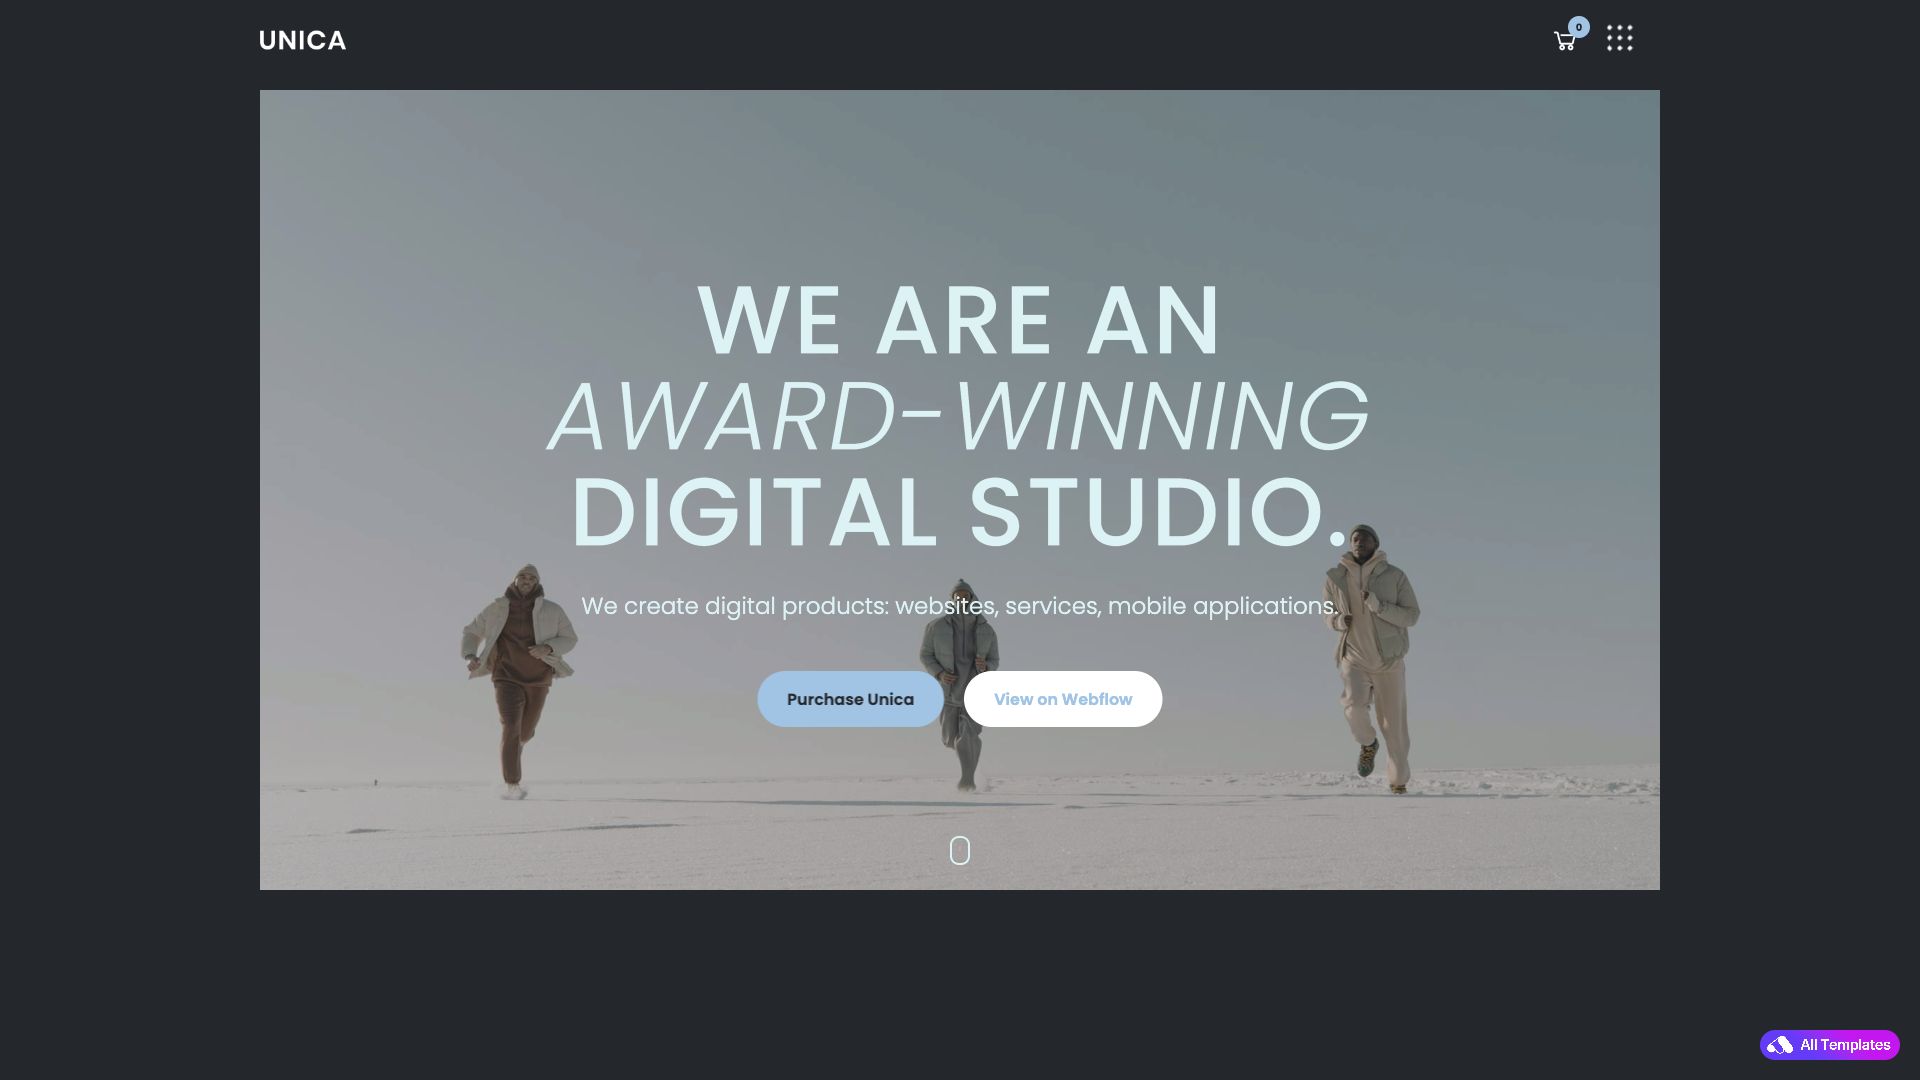 UNICA
0
WE ARE AN
AWARD-WINNING
DIGITAL STUDIO.
We create digital products: websites, services, mobile applications.
Purchase Unica
View on Webflow
All Templates